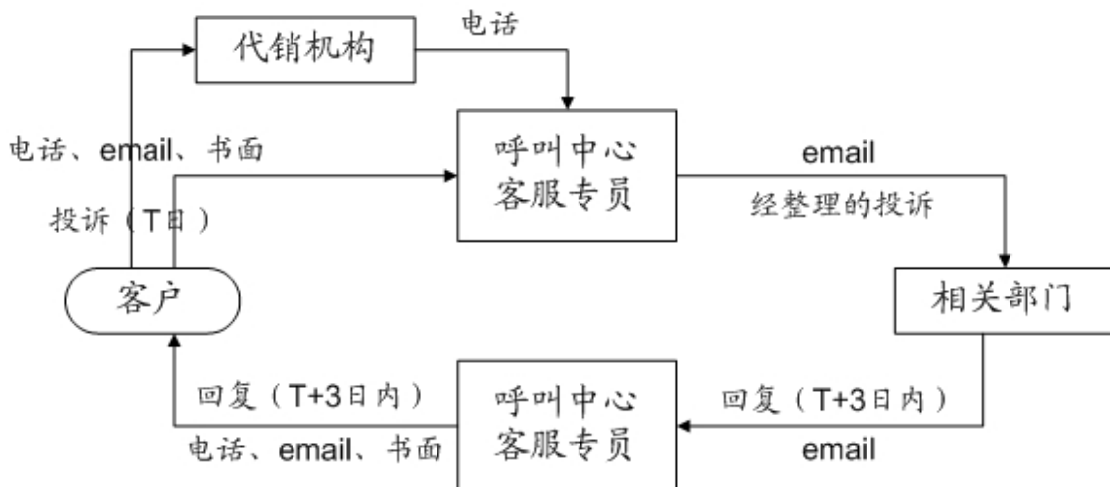 代销机构
电话
电话、email、书面
投诉（T日）
呼叫中心
客服专员
email
经整理的投诉
客户
相关部门
回复（T+3日内）
电话、email、书面
呼叫中心
客服专员
回复（T+3日内）
email